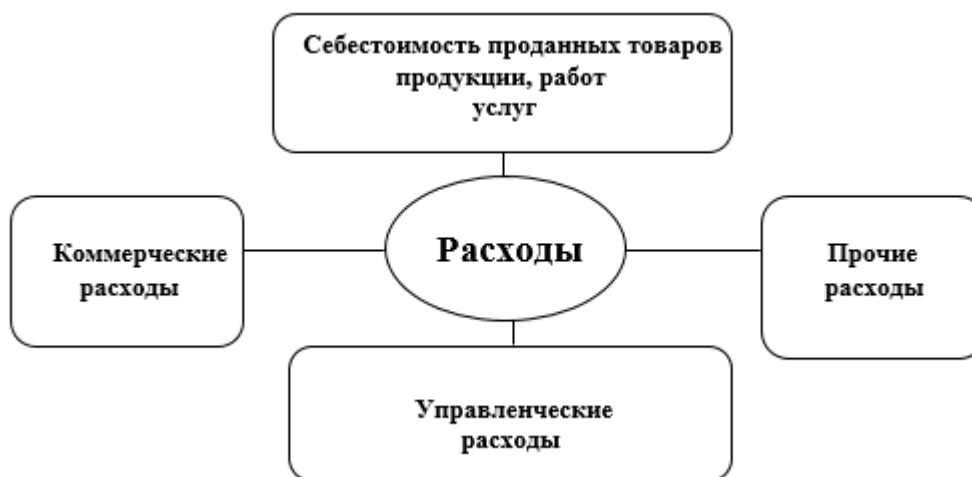 Себестоимость проданных товаров
продукции, работ
услуг
Коммерческие
расходы
Расходы
Прочие
расходы
Управленческие
расходы